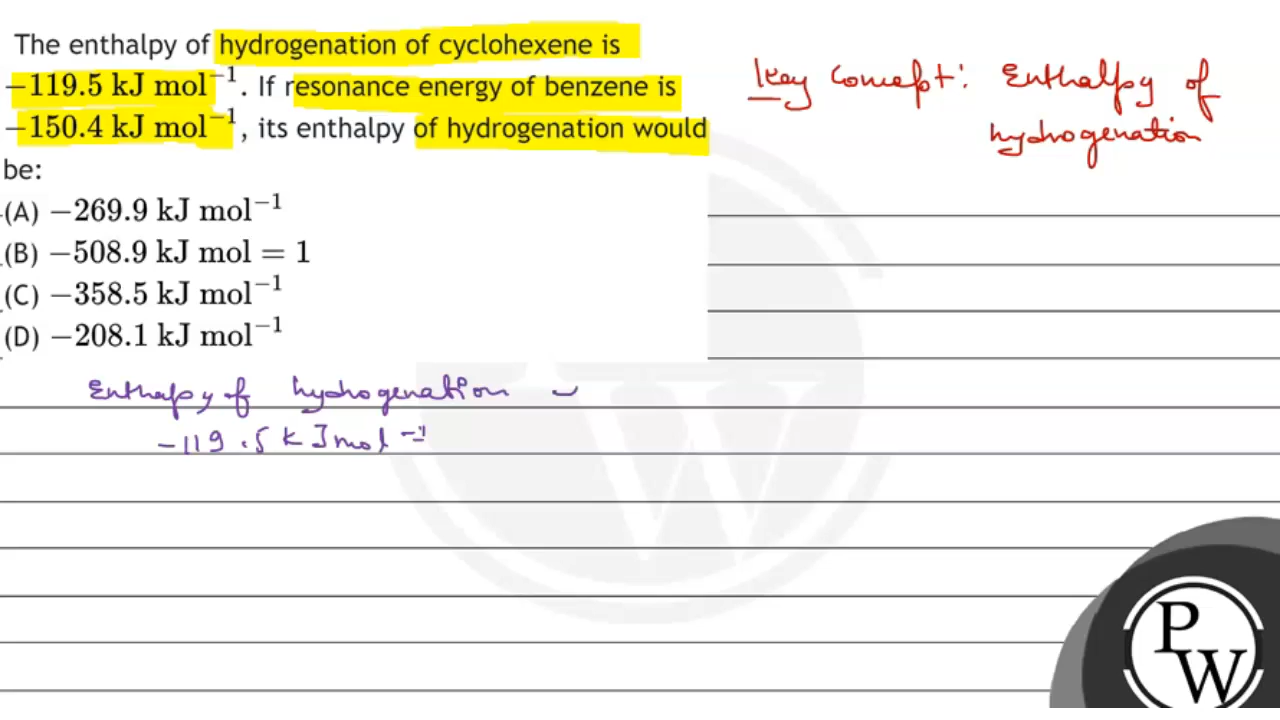 The enthalpy of hydrogenation of cyclohexene is
−119.5 kJ mol⁻¹. If resonance energy of benzene is
−150.4 kJ mol⁻¹, its enthalpy of hydrogenation would
be:
(A) −269.9 kJ mol⁻¹
(B) −508.9 kJ mol = 1
(C) −358.5 kJ mol⁻¹
(D) −208.1 kJ mol⁻¹
Key concept: Enthalpy of
hydrogenation
Enthalpy of hydrogenation
−119.5 kJ mol⁻¹
P
W